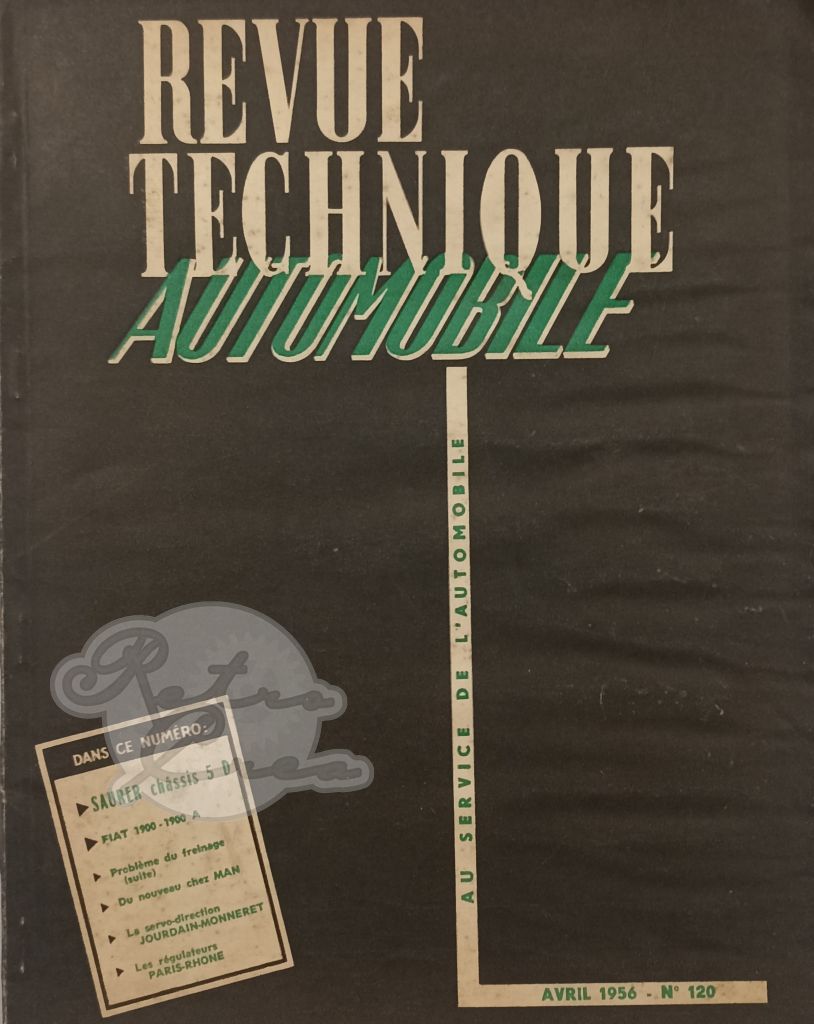 REVUE
TECHNIQUE
AUTOMOBILE
AU SERVICE DE L'AUTOMOBILE
Retro
DANS CE NUMÉRO:
SAURER châssis 5 D
FIAT 1900-1900 A
Problème du freinage
(suite)
Du nouveau chez MAN
La servo-direction
JOURDAIN-MONNERET
Les régulateurs
PARIS-RHONE
AVRIL 1956 - N° 120